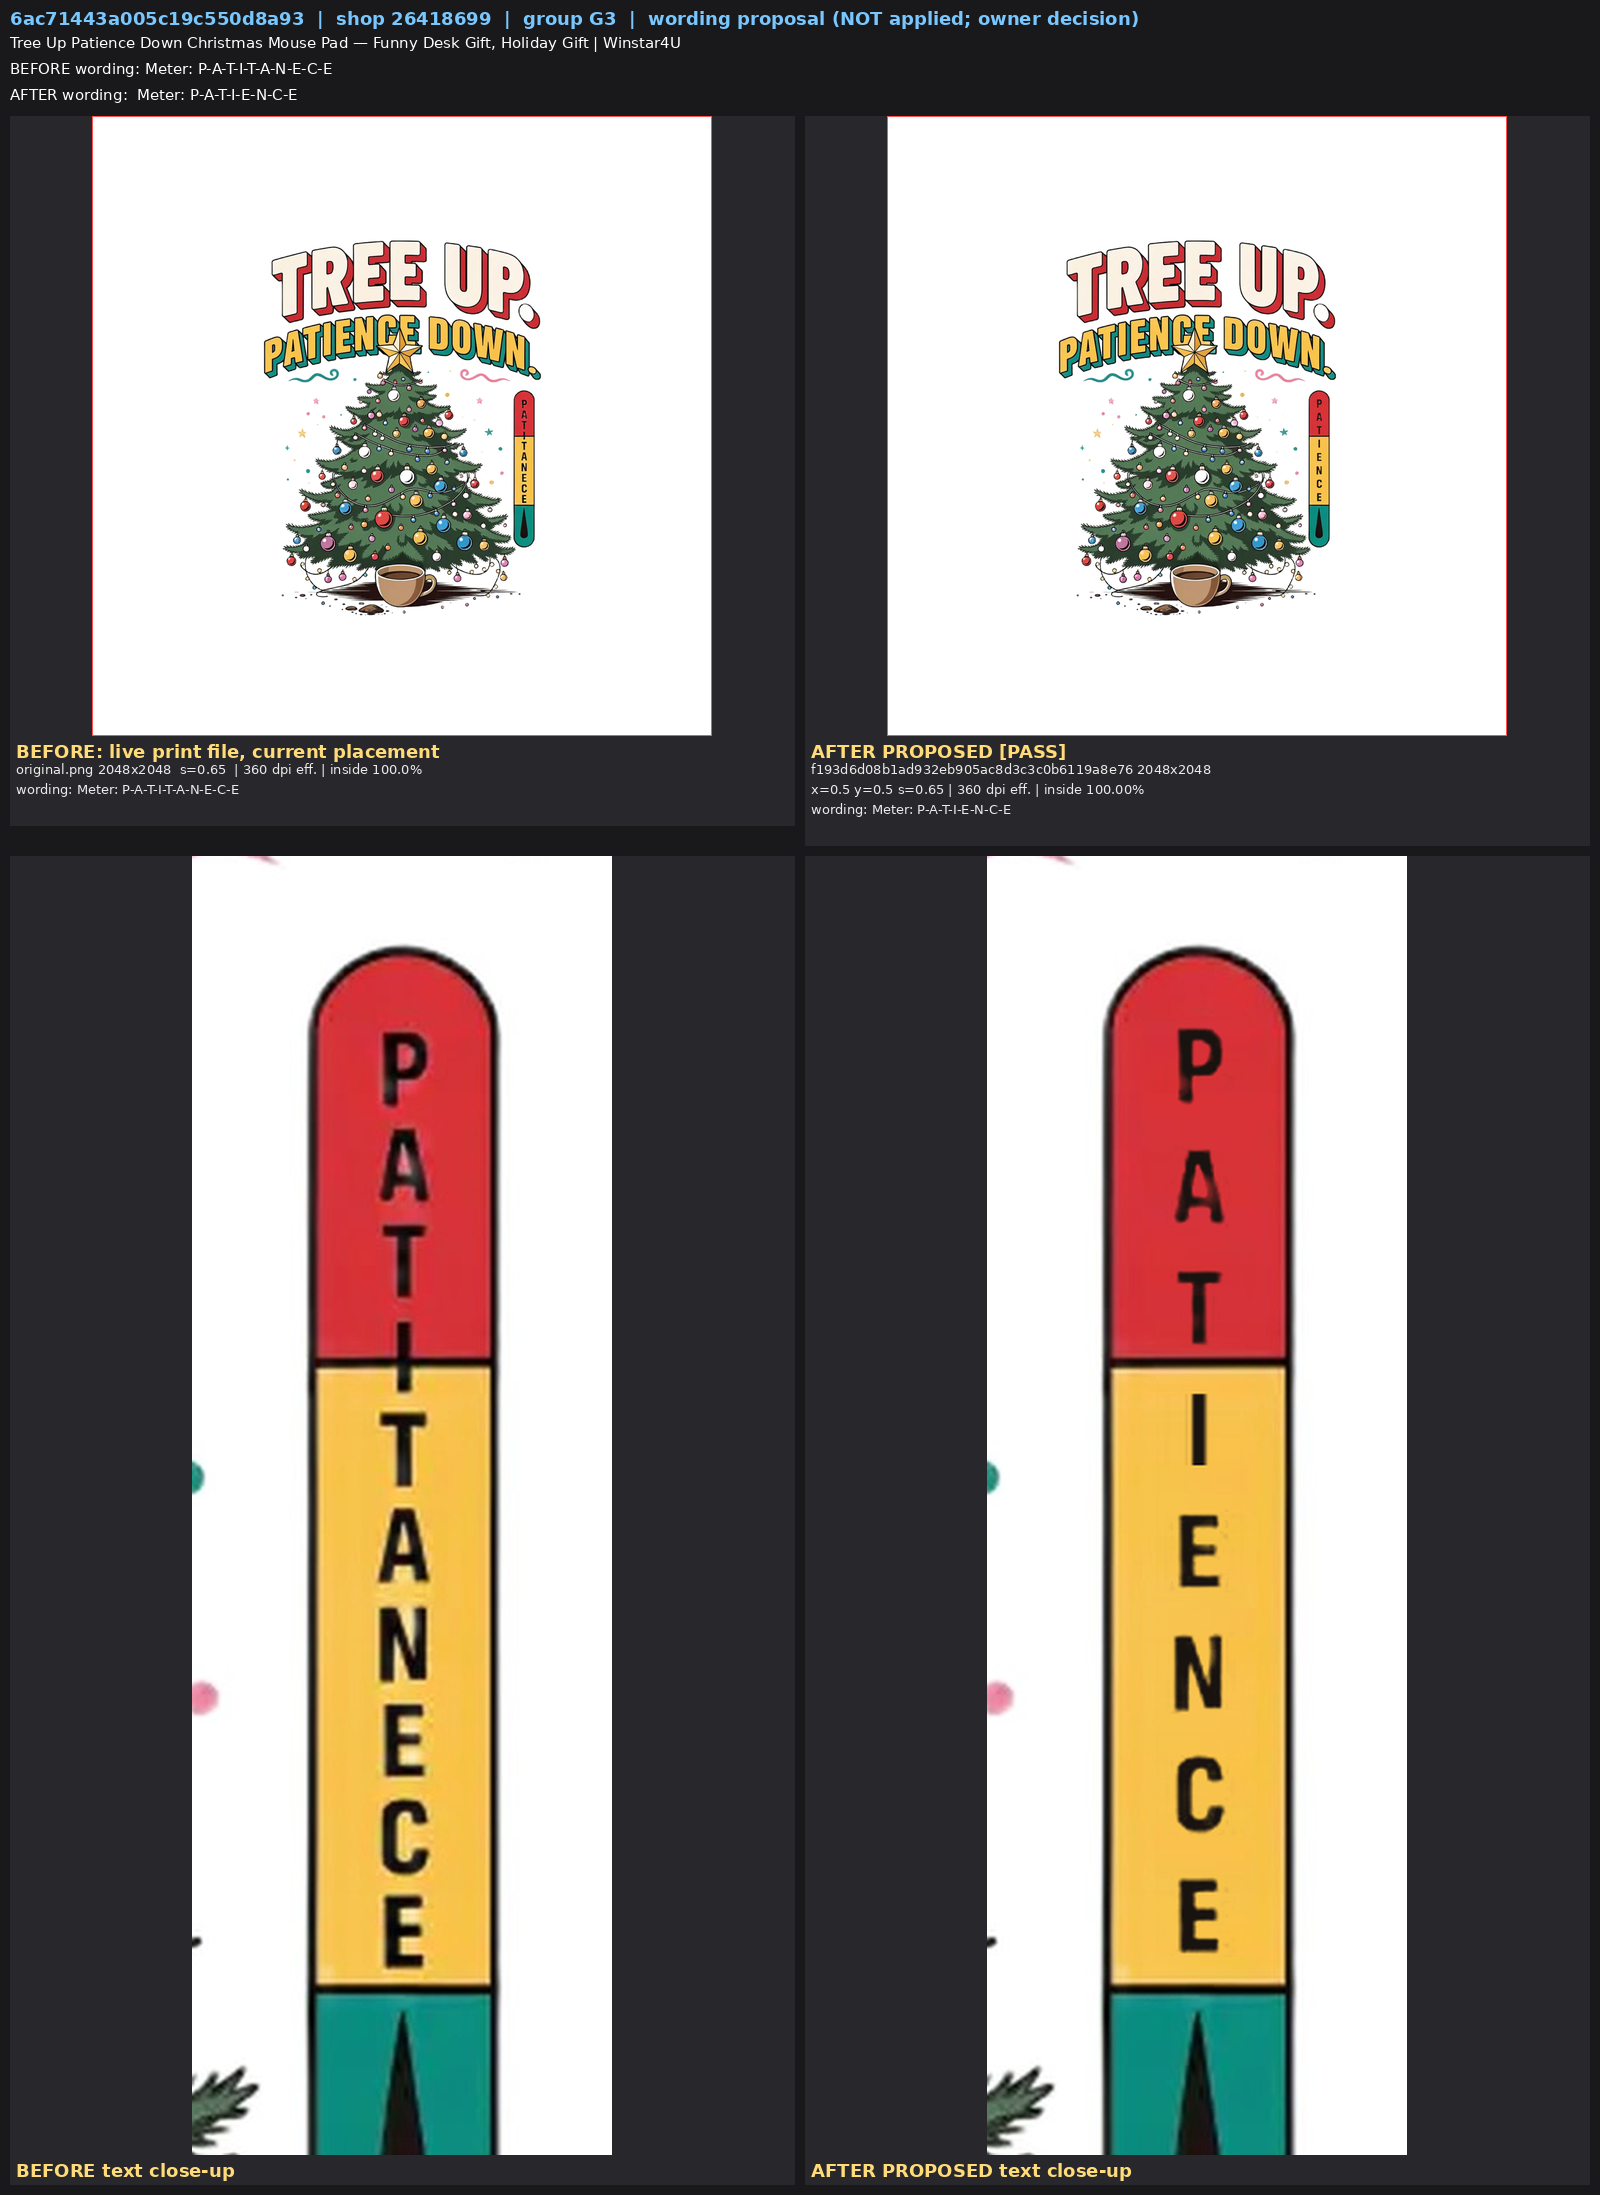 6ac71443a005c19c550d8a93 | shop 26418699 | group G3 | wording proposal (NOT applied; owner decision)
Tree Up Patience Down Christmas Mouse Pad — Funny Desk Gift, Holiday Gift | Winstar4U
BEFORE wording: Meter: P-A-T-I-T-A-N-E-C-E
AFTER wording: Meter: P-A-T-I-E-N-C-E
TREE UP.
PATIENCE DOWN.
P
A
T
I
T
A
N
E
C
E
TREE UP.
PATIENCE DOWN.
P
A
T
I
E
N
C
E
BEFORE: live print file, current placement
original.png 2048x2048 s=0.65 | 360 dpi eff. | inside 100.0%
wording: Meter: P-A-T-I-T-A-N-E-C-E
AFTER PROPOSED [PASS]
f193d6d08b1ad932eb905ac8d3c3c0b6119a8e76 2048x2048
x=0.5 y=0.5 s=0.65 | 360 dpi eff. | inside 100.00%
wording: Meter: P-A-T-I-E-N-C-E
P
A
T
I
T
A
N
E
C
E
BEFORE text close-up
P
A
T
I
E
N
C
E
AFTER PROPOSED text close-up